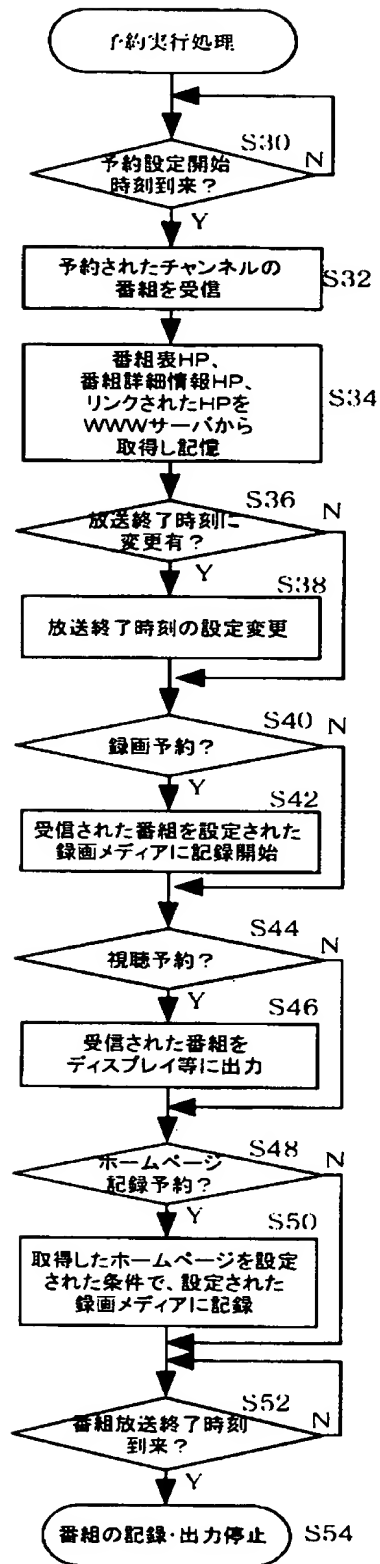 予約実行処理
S30
予約設定開始
時刻到来？
N
Y
予約されたチャンネルの
番組を受信
S32
番組表HP、
番組詳細情報HP、
リンクされたHPを
WWWサーバから
取得し記憶
S34
S36
放送終了時刻に
変更有？
N
Y
S38
放送終了時刻の設定変更
S40
録画予約？
N
Y
S42
受信された番組を設定された
録画メディアに記録開始
S44
視聴予約？
N
Y
S46
受信された番組を
ディスプレイ等に出力
S48
ホームページ
記録予約？
N
Y
S50
取得したホームページを設定
された条件で、設定された
録画メディアに記録
S52
番組放送終了時刻
到来？
N
Y
番組の記録・出力停止
S54